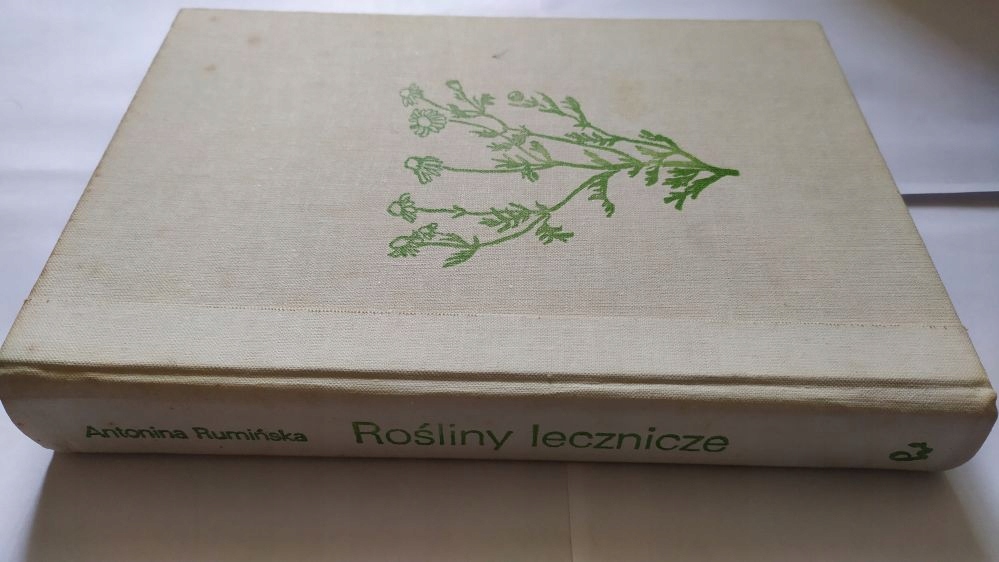 Antonina Rumińska
Rośliny lecznicze